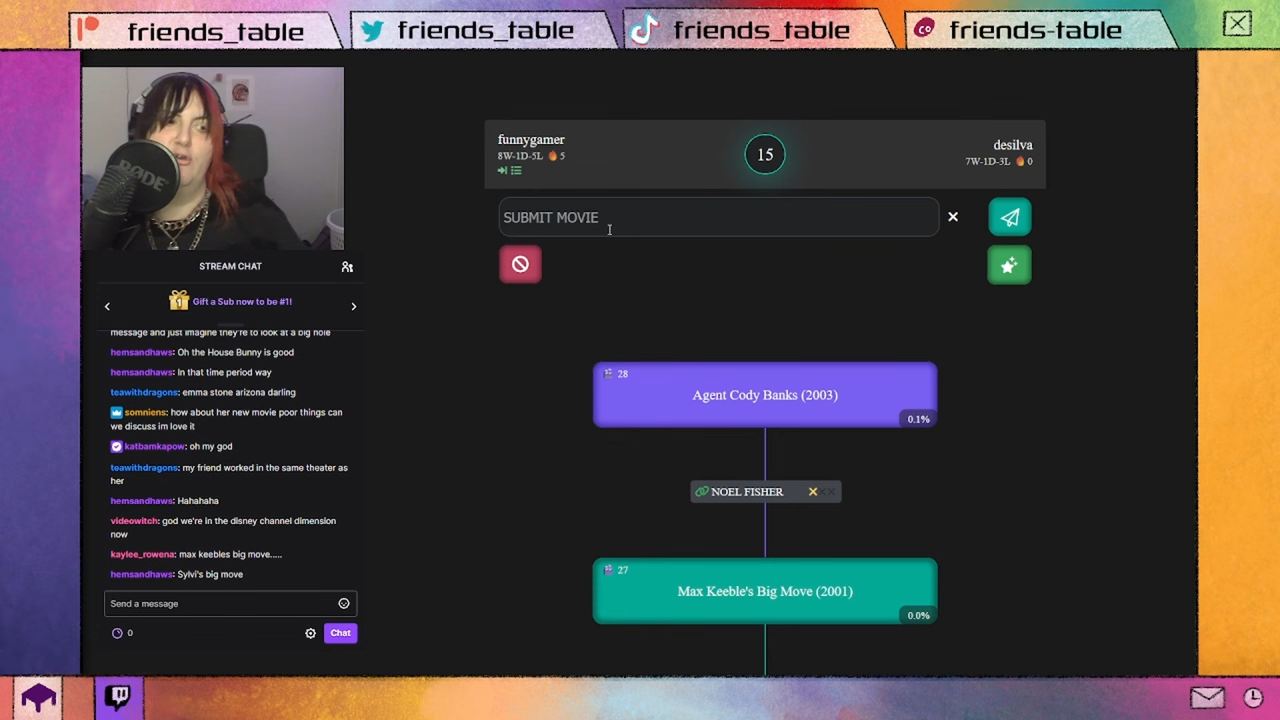 friends_table
friends_table
friends_table
co
friends-table
RØDE
funnygamer
8W-1D-5L 5
15
desilva
7W-1D-3L 0
SUBMIT MOVIE
STREAM CHAT
1
Gift a Sub now to be #1!
message and just imagine they're to look at a big hole
hemsandhaws: Oh the House Bunny is good
hemsandhaws: In that time period way
teawithdragons: emma stone arizona darling
somniens: how about her new movie poor things can
we discuss im love it
katbamkapow: oh my god
teawithdragons: my friend worked in the same theater as
her
hemsandhaws: Hahahaha
videowitch: god we're in the disney channel dimension
now
kaylee_rowena: max keebles big move.....
hemsandhaws: Sylvi's big move
Send a message
0
Chat
28
Agent Cody Banks (2003)
0.1%
NOEL FISHER
27
Max Keeble's Big Move (2001)
0.0%